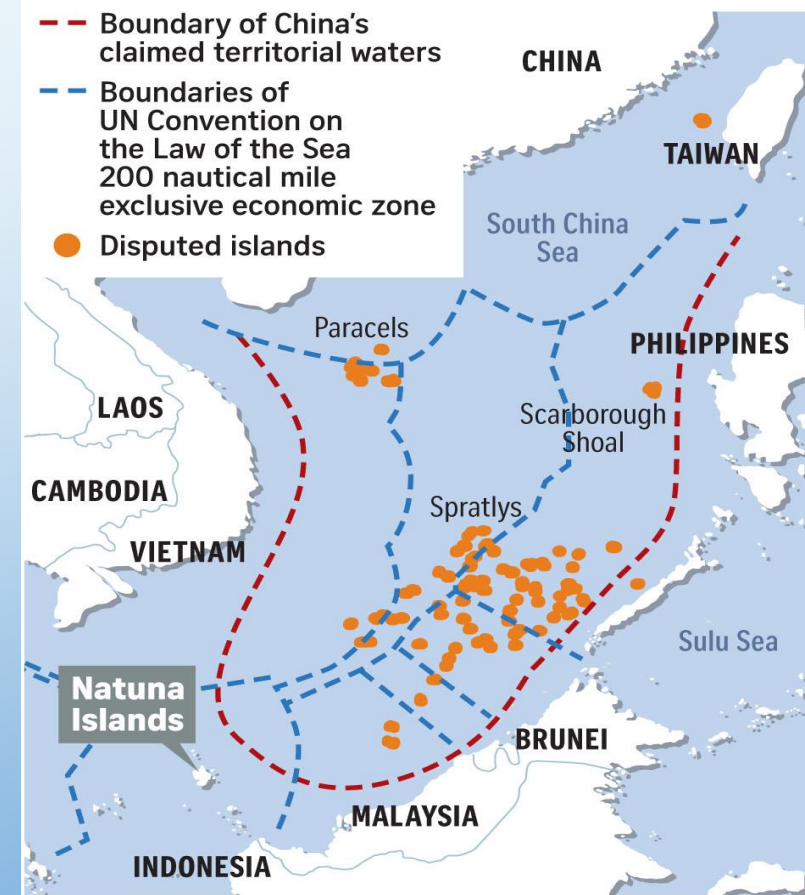 Boundary of China's
claimed territorial waters
Boundaries of
UN Convention on
the Law of the Sea
200 nautical mile
exclusive economic zone
Disputed islands
CHINA
TAIWAN
South China
Sea
Paracels
PHILIPPINES
LAOS
Scarborough
Shoal
CAMBODIA
Spratlys
VIETNAM
Sulu Sea
Natuna
Islands
BRUNEI
MALAYSIA
INDONESIA